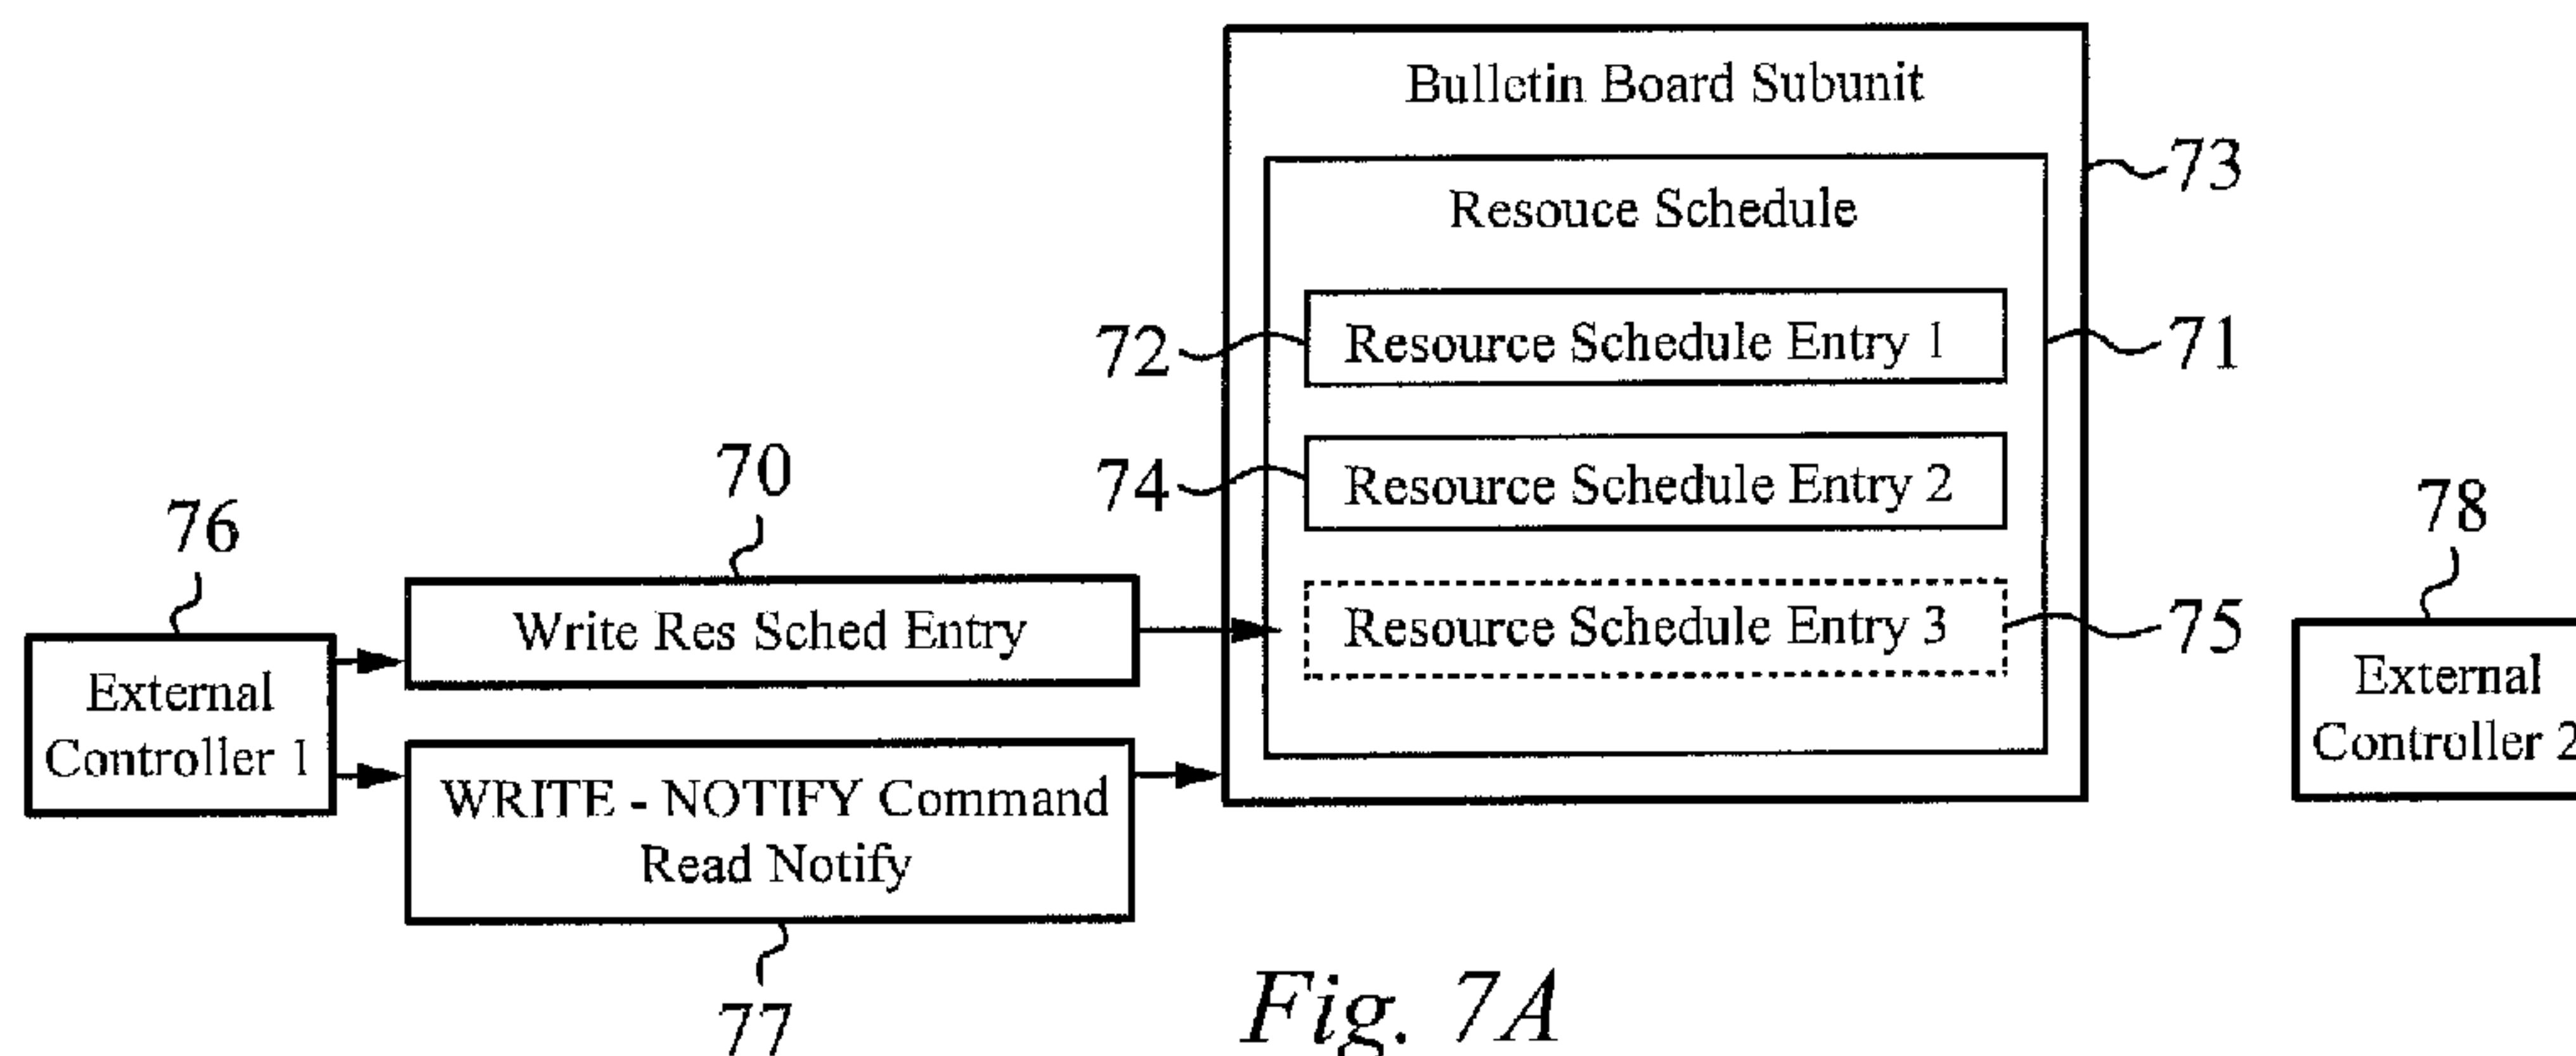 Bulletin Board Subunit
73
Resouce Schedule
72
Resource Schedule Entry 1
71
74
Resource Schedule Entry 2
70
76
78
Write Res Sched Entry
Resource Schedule Entry 3
75
External
Controller 1
External
Controller 2
WRITE - NOTIFY Command
Read Notify
77
Fig. 7A